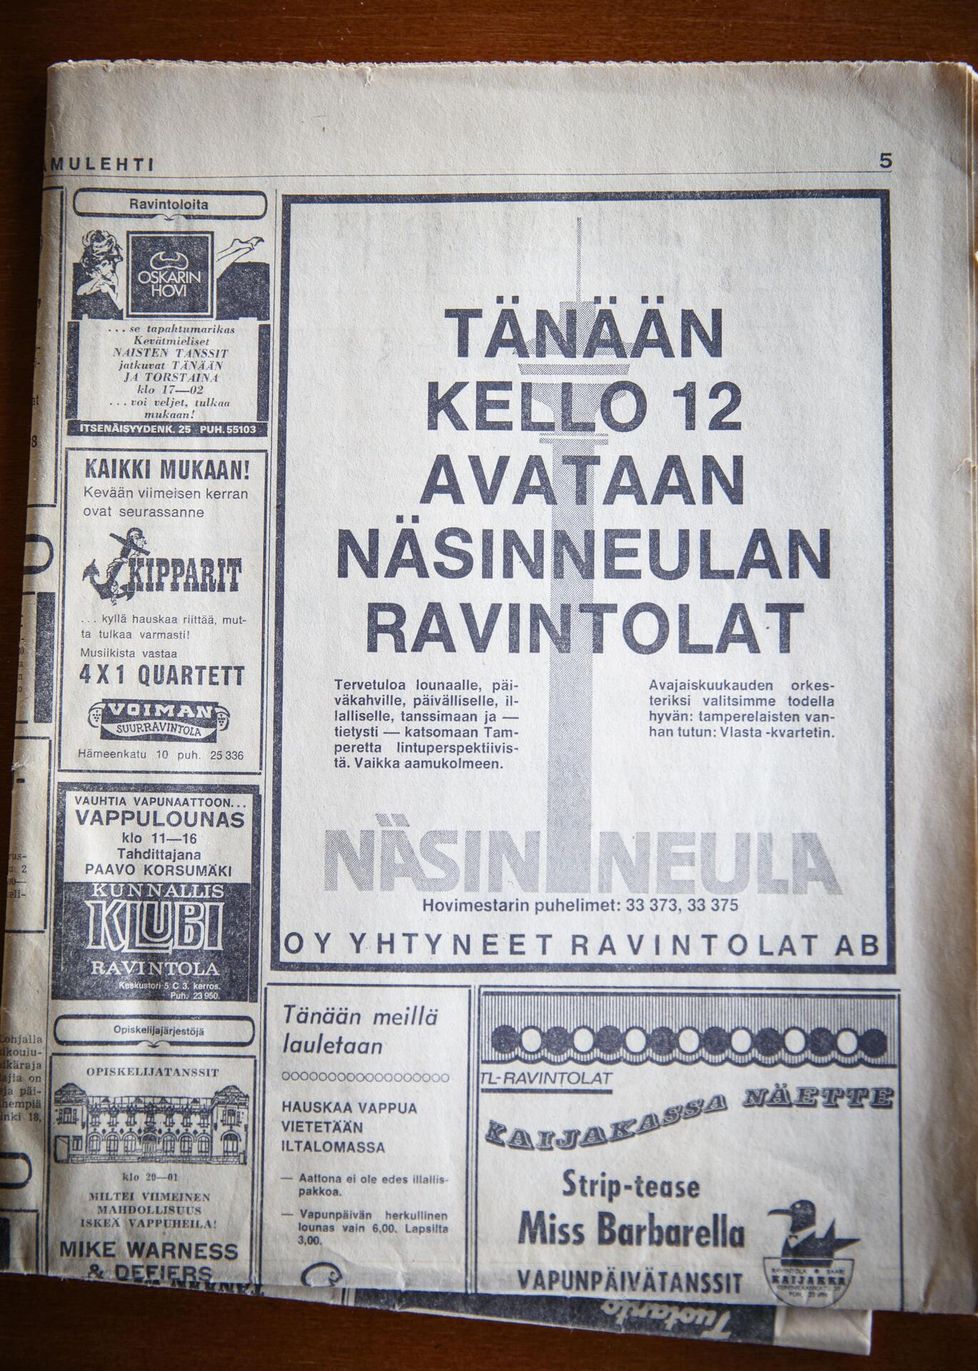 MULEHTI
5
Ravintoloita
OSKARIN
HOVI
... se tapahtumarikas
Kevätmieliset
NAISTEN TANSSIT
jatkuvat TÄNÄÄN
JA TORSTAINA
klo 17—02
... voi veljet, tulkaa
mukaan!
ITSENÄISYYDENK. 25 PUH. 55103
KAIKKI MUKAAN!
Kevään viimeisen kerran
ovat seurassanne
KIPPARIT
... kyllä hauskaa riittää, mut-
ta tulkaa varmasti!
Musiikista vastaa
4 X 1 QUARTETT
VOIMAN
SUURRAVINTOLA
Hämeenkatu 10 puh. 25 336
VAUHTIA VAPUNAATTOON...
VAPPULOUNAS
klo 11—16
Tahdittajana
PAAVO KORSUMÄKI
KUNNALLIS
KLUBI
RAVINTOLA
Keskustori 5 C 3. kerros.
Puh. 23 950.
Opiskelijajärjestöjä
OPISKELIJATANSSIT
klo 20—01
MILTEI VIIMEINEN
MAHDOLLISUUS
ISKEÄ VAPPUHEILA!
MIKE WARNESS
& DEFIERS
TÄNÄÄN
KELLO 12
AVATAAN
NÄSINNEULAN
RAVINTOLAT
Tervetuloa lounaalle, päi-
väkahville, päivälliselle, il-
lalliselle, tanssimaan ja —
tietysti — katsomaan Tam-
peretta lintuperspektiivis-
tä. Vaikka aamukolmeen.
Avajaiskuukauden orkes-
teriksi valitsimme todella
hyvän: tamperelaisten van-
han tutun: Vlasta -kvartetin.
NÄSINNEULA
Hovimestarin puhelimet: 33 373, 33 375
OY YHTYNEET RAVINTOLAT AB
Tänään meillä
lauletaan
HAUSKAA VAPPUA
VIETETÄÄN
ILTALOMASSA
— Aattona ei ole edes illallis-
pakkoa.
— Vapunpäivän herkullinen
lounas vain 6,00. Lapsilta
3,00.
TL-RAVINTOLAT
KAIJAKASSA NÄETTE
Strip-tease
Miss Barbarella
VAPUNPÄIVÄTANSSIT
KAIJAKKA
Tuotanto